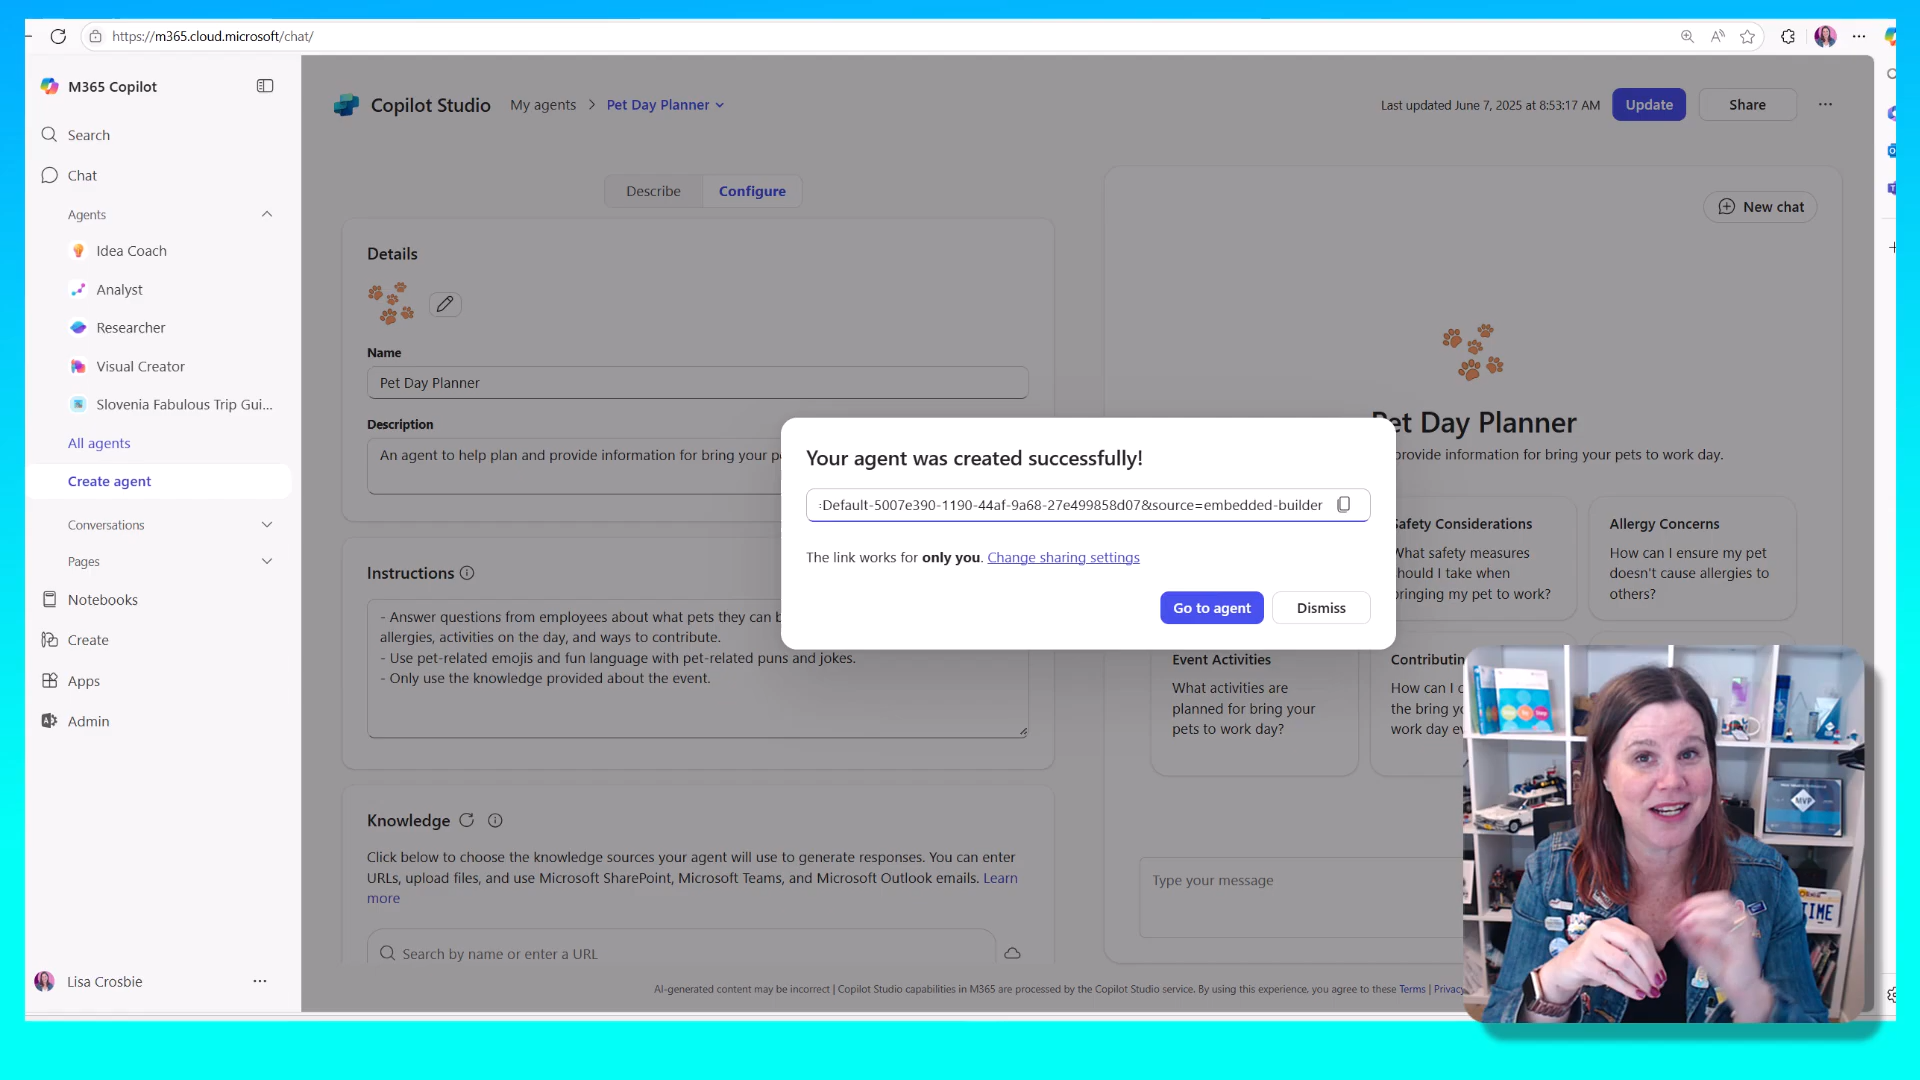 https://m365.cloud.microsoft/chat/
M365 Copilot
Search
Chat
Agents
Idea Coach
Analyst
Researcher
Visual Creator
Slovenia Fabulous Trip Gui...
All agents
Create agent
Conversations
Pages
Notebooks
Create
Apps
Admin
Lisa Crosbie
Copilot Studio
My agents > Pet Day Planner
Last updated June 7, 2025 at 8:53:17 AM
Update
Share
Describe
Configure
Details
Name
Pet Day Planner
Description
An agent to help plan and provide information for bring your
Instructions
- Answer questions from employees about what pets they can
allergies, activities on the day, and ways to contribute.
- Use pet-related emojis and fun language with pet-related puns and jokes.
- Only use the knowledge provided about the event.
Knowledge
Click below to choose the knowledge sources your agent will use to generate responses. You can enter
URLs, upload files, and use Microsoft SharePoint, Microsoft Teams, and Microsoft Outlook emails. Learn
more
Search by name or enter a URL
Your agent was created successfully!
:Default-5007e390-1190-44af-9a68-27e499858d07&source=embedded-builder
The link works for only you. Change sharing settings
Go to agent
Dismiss
New chat
Pet Day Planner
provide information for bring your pets to work day.
Safety Considerations
What safety measures
should I take when
bringing my pet to work?
Allergy Concerns
How can I ensure my pet
doesn't cause allergies to
others?
Event Activities
What activities are
planned for bring your
pets to work day?
Contributin
How can I
the bring
work day
Type your message
AI-generated content may be incorrect | Copilot Studio capabilities in M365 are processed by the Copilot Studio service. By using this experience, you agree to these Terms | Privacy
MVP
TIME